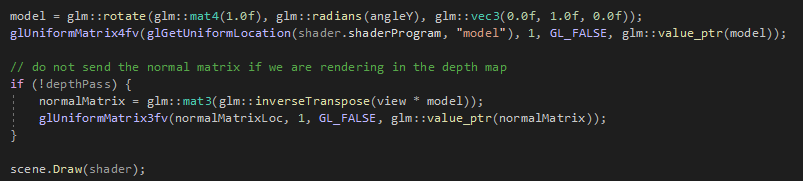 model = glm::rotate(glm::mat4(1.0f), glm::radians(angleY), glm::vec3(0.0f, 1.0f, 0.0f));
glUniformMatrix4fv(glGetUniformLocation(shader.shaderProgram, "model"), 1, GL_FALSE, glm::value_ptr(model));
// do not send the normal matrix if we are rendering in the depth map
if (!depthPass) {
normalMatrix = glm::mat3(glm::inverseTranspose(view * model));
glUniformMatrix3fv(normalMatrixLoc, 1, GL_FALSE, glm::value_ptr(normalMatrix));
}
scene.Draw(shader);